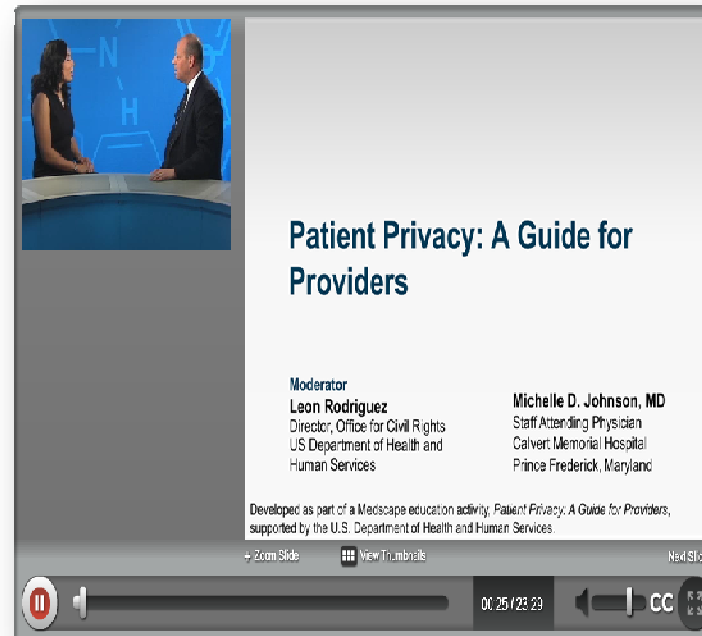 N
H
Patient Privacy: A Guide for
Providers
Moderator
Leon Rodriguez
Director, Office for Civil Rights
US Department of Health and
Human Services
Michelle D. Johnson, MD
Staff Attending Physician
Calvert Memorial Hospital
Prince Frederick, Maryland
Developed as part of a Medscape education activity, Patient Privacy: A Guide for Providers,
supported by the U.S. Department of Health and Human Services.
+ Zoom Slide
View Thumbnails
Next Slid
00:25 / 23:29
CC